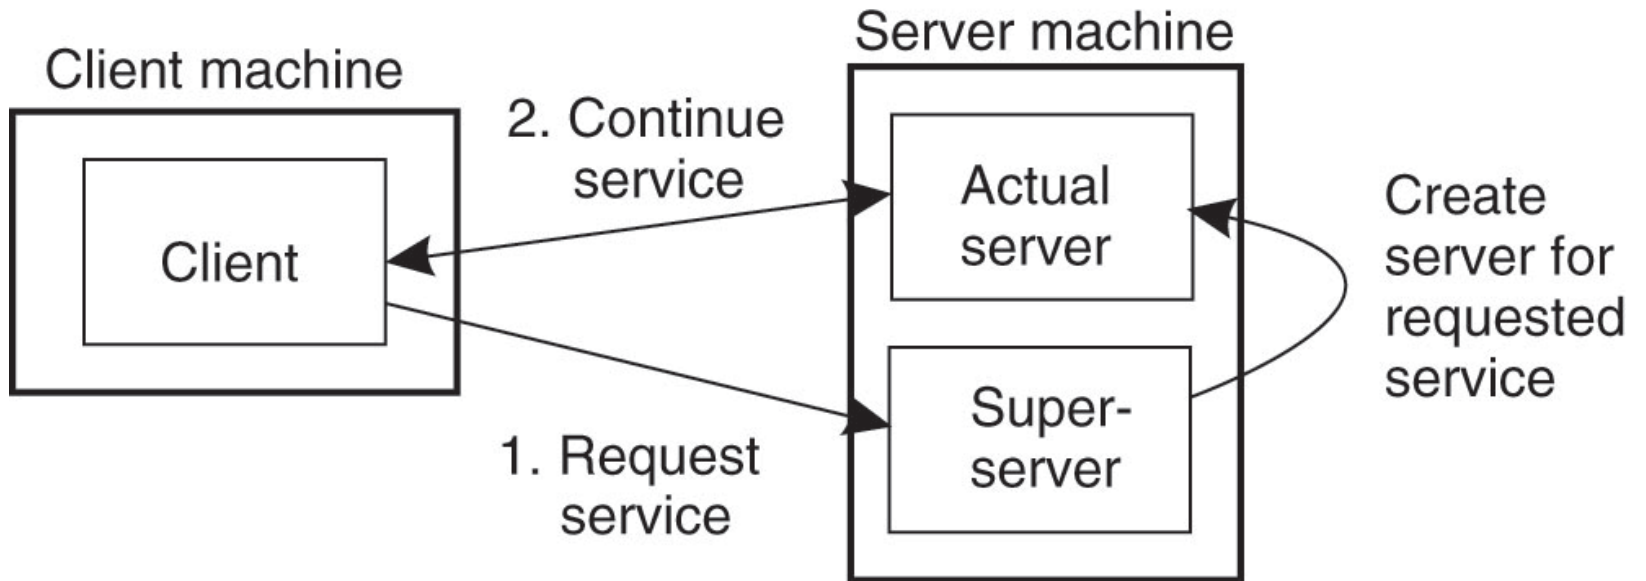 Client machine
Server machine
2. Continue
service
Client
Actual
server
Create
server for
requested
service
Super-
server
1. Request
service